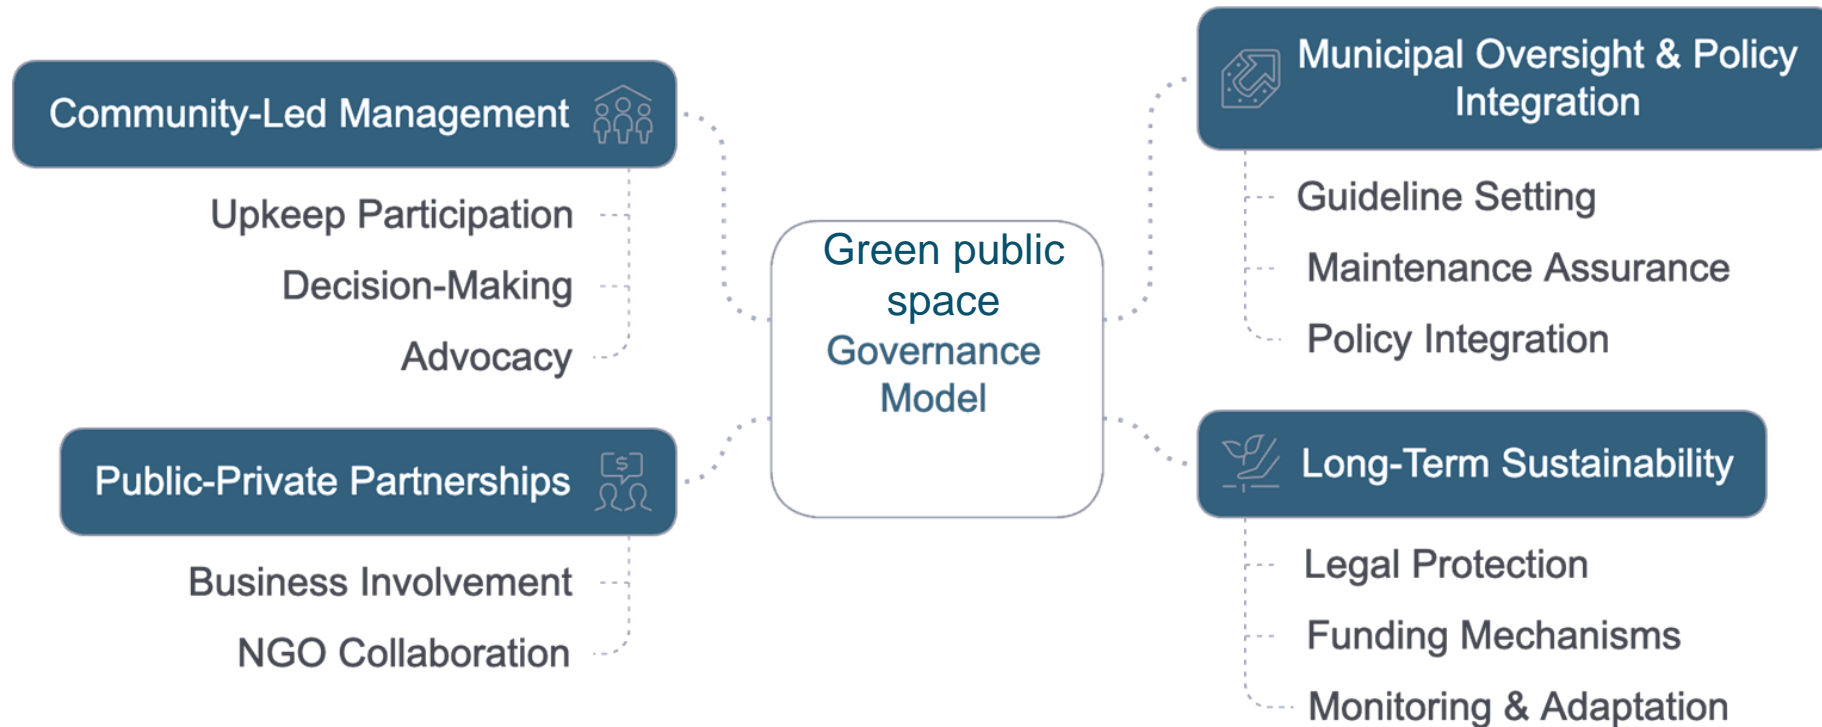 Community-Led Management
Upkeep Participation
Decision-Making
Advocacy
Public-Private Partnerships
$
Business Involvement
NGO Collaboration
Green public
space
Governance
Model
Municipal Oversight & Policy
Integration
Guideline Setting
Maintenance Assurance
Policy Integration
Long-Term Sustainability
Legal Protection
Funding Mechanisms
Monitoring & Adaptation